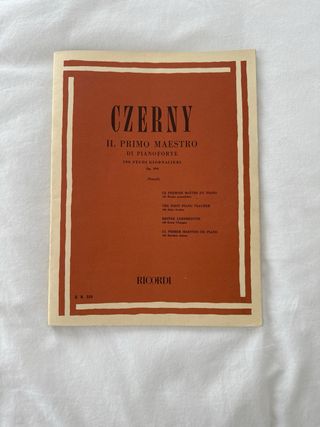 CZERNY
IL PRIMO MAESTRO
DI PIANOFORTE
100 STUDI GIORNALIERI
Op. 599
LE PREMIER MAITRE DU PIANO
THE FIRST PIANO TEACHER
ERSTER LEHRMEISTER
EL PRIMER MAESTRO DE PIANO
RICORDI